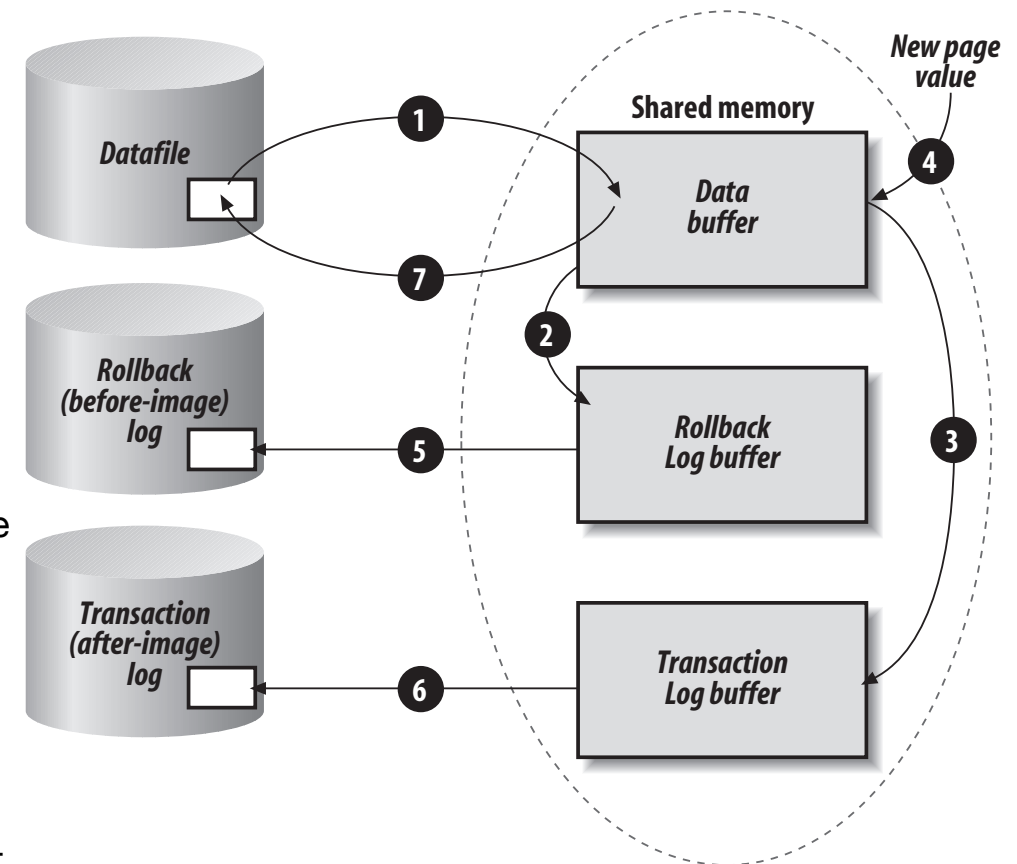 New page
value
Shared memory
1
Datafile
4
Data
buffer
7
2
Rollback
(before-image)
log
Rollback
Log buffer
3
5
e
Transaction
(after-image)
log
Transaction
Log buffer
6
.